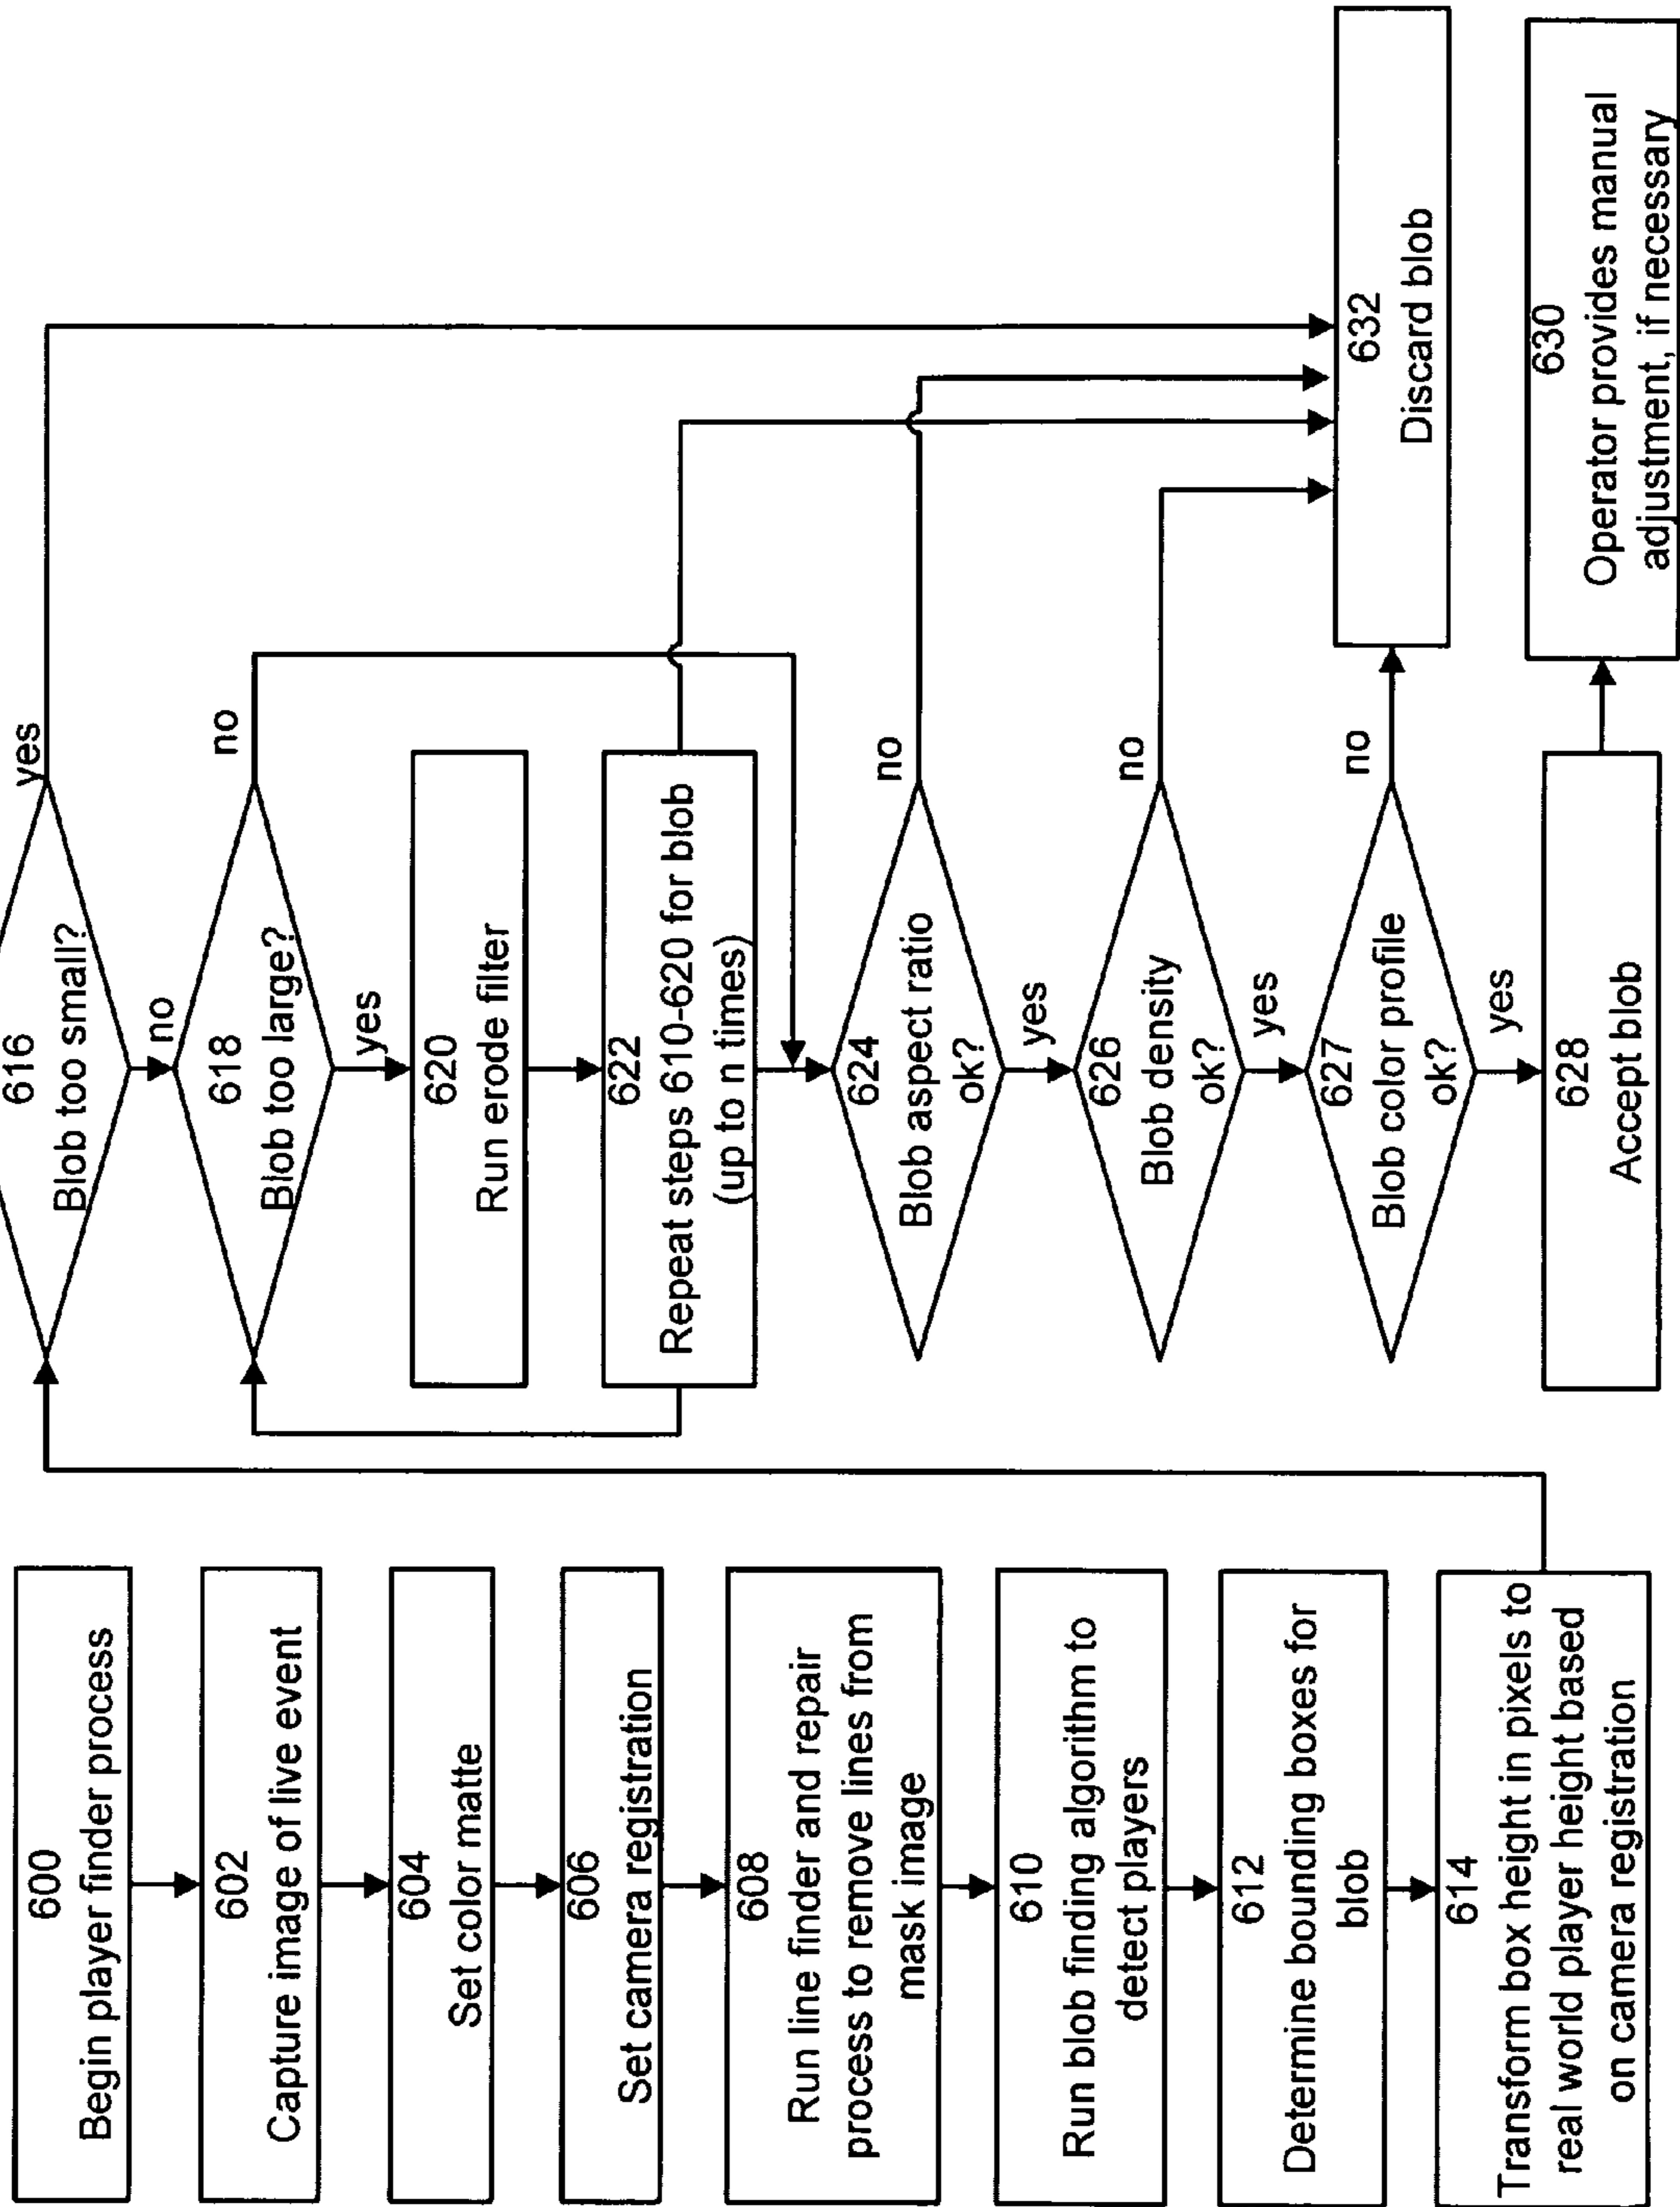 600
Begin player finder process
602
Capture image of live event
604
Set color matte
606
Set camera registration
608
Run line finder and repair
process to remove lines from
mask image
610
Run blob finding algorithm to
detect players
612
Determine bounding boxes for
blob
614
Transform box height in pixels to
real world player height based
on camera registration
616
Blob too small?
yes
no
618
Blob too large?
no
yes
620
Run erode filter
622
Repeat steps 610-620 for blob
(up to n times)
624
Blob aspect ratio
ok?
no
yes
626
Blob density
ok?
no
yes
627
Blob color profile
ok?
no
yes
628
Accept blob
632
Discard blob
630
Operator provides manual
adjustment, if necessary